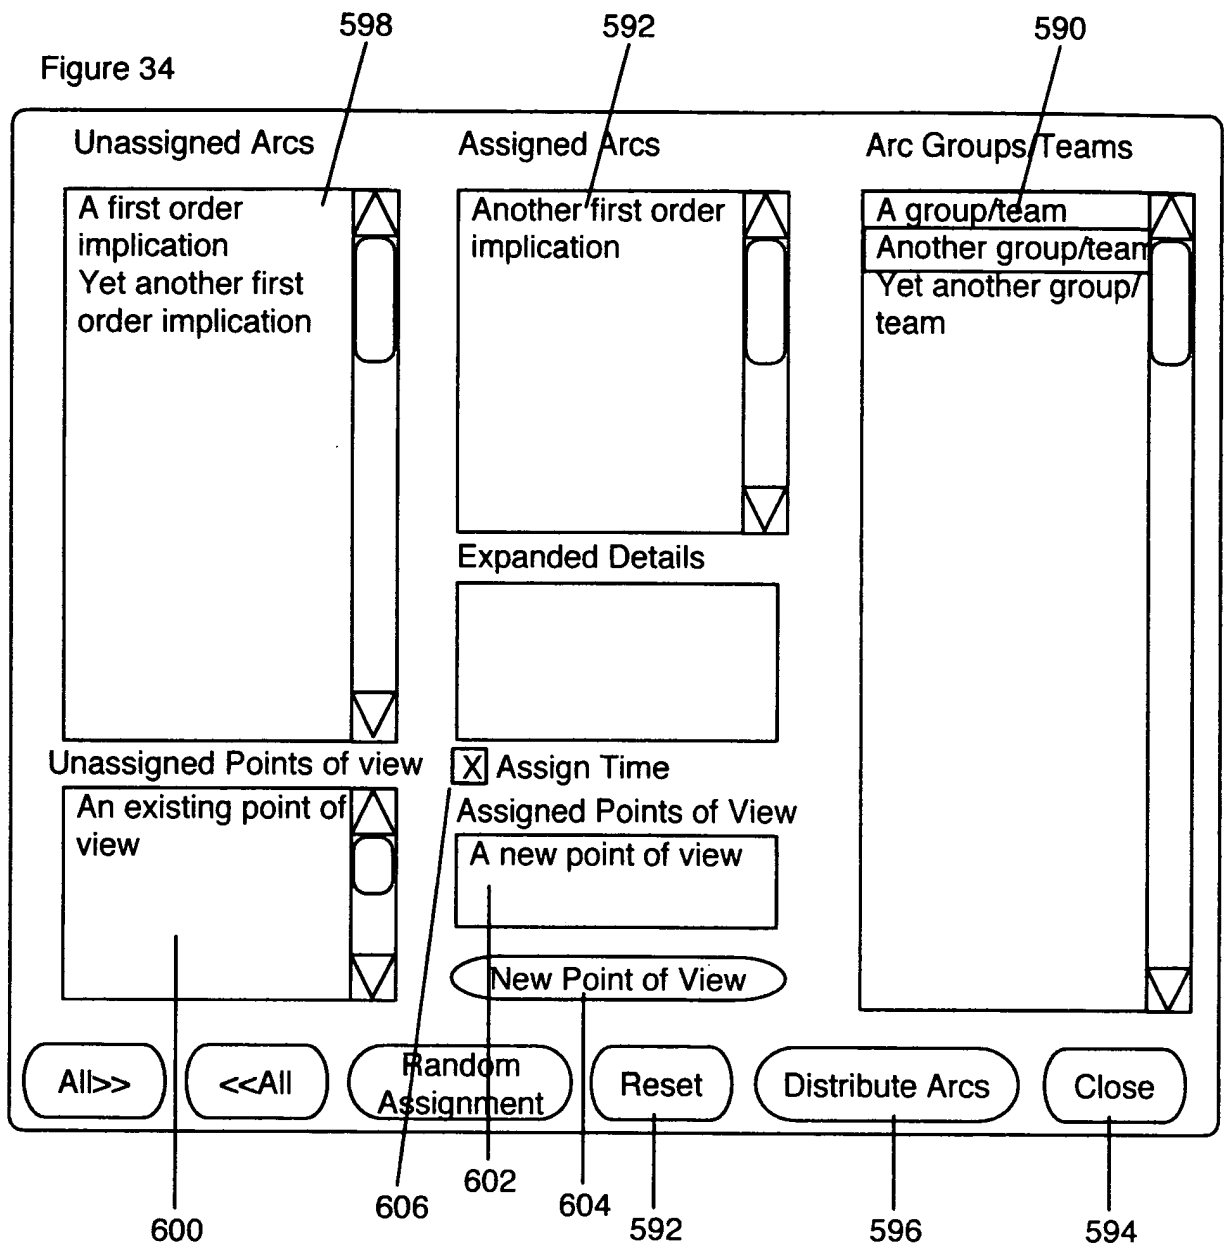 598
592
590
Figure 34
Unassigned Arcs
Assigned Arcs
Arc Groups/Teams
A first order
implication
Yet another first
order implication
Another first order
implication
A group/team
Another group/team
Yet another group/
team
Expanded Details
Unassigned Points of view
X Assign Time
An existing point of
view
Assigned Points of View
A new point of view
New Point of View
All>>
<<All
Random
Assignment
Reset
Distribute Arcs
Close
600
606
602
604
592
596
594